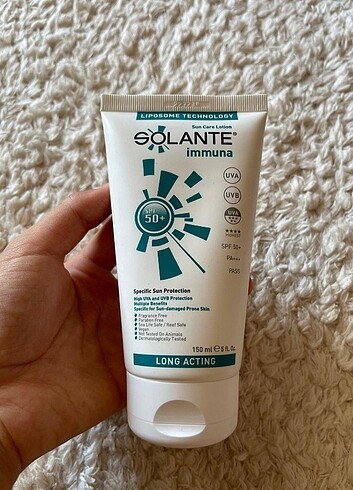 LIPOSOME TECHNOLOGY
Sun Care Lotion
SOLANTE®
immuna
UVA
UVB
SPF
50+
UVA
★★★★
HIGHEST
SPF 50+
PA+++
PASS
Specific Sun Protection
High UVA and UVB Protection
Multiple Benefits
Specific for Sun-damaged Prone Skin
Fragrance Free
Paraben Free
Sea Life Safe / Reef Safe
Vegan
Not Tested On Animals
Dermatologically Tested
150 ml ℮ 5 fl. oz.
LONG ACTING